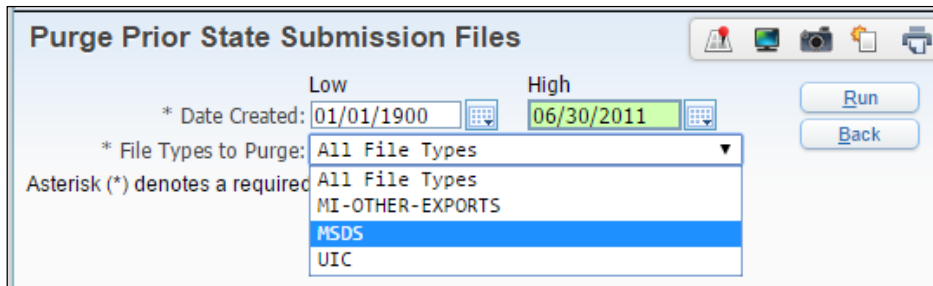 Purge Prior State Submission Files
Low High
* Date Created: 01/01/1900 06/30/2011
Run
* File Types to Purge: All File Types
Back
Asterisk (*) denotes a required
All File Types
MI-OTHER-EXPORTS
MSDS
UIC